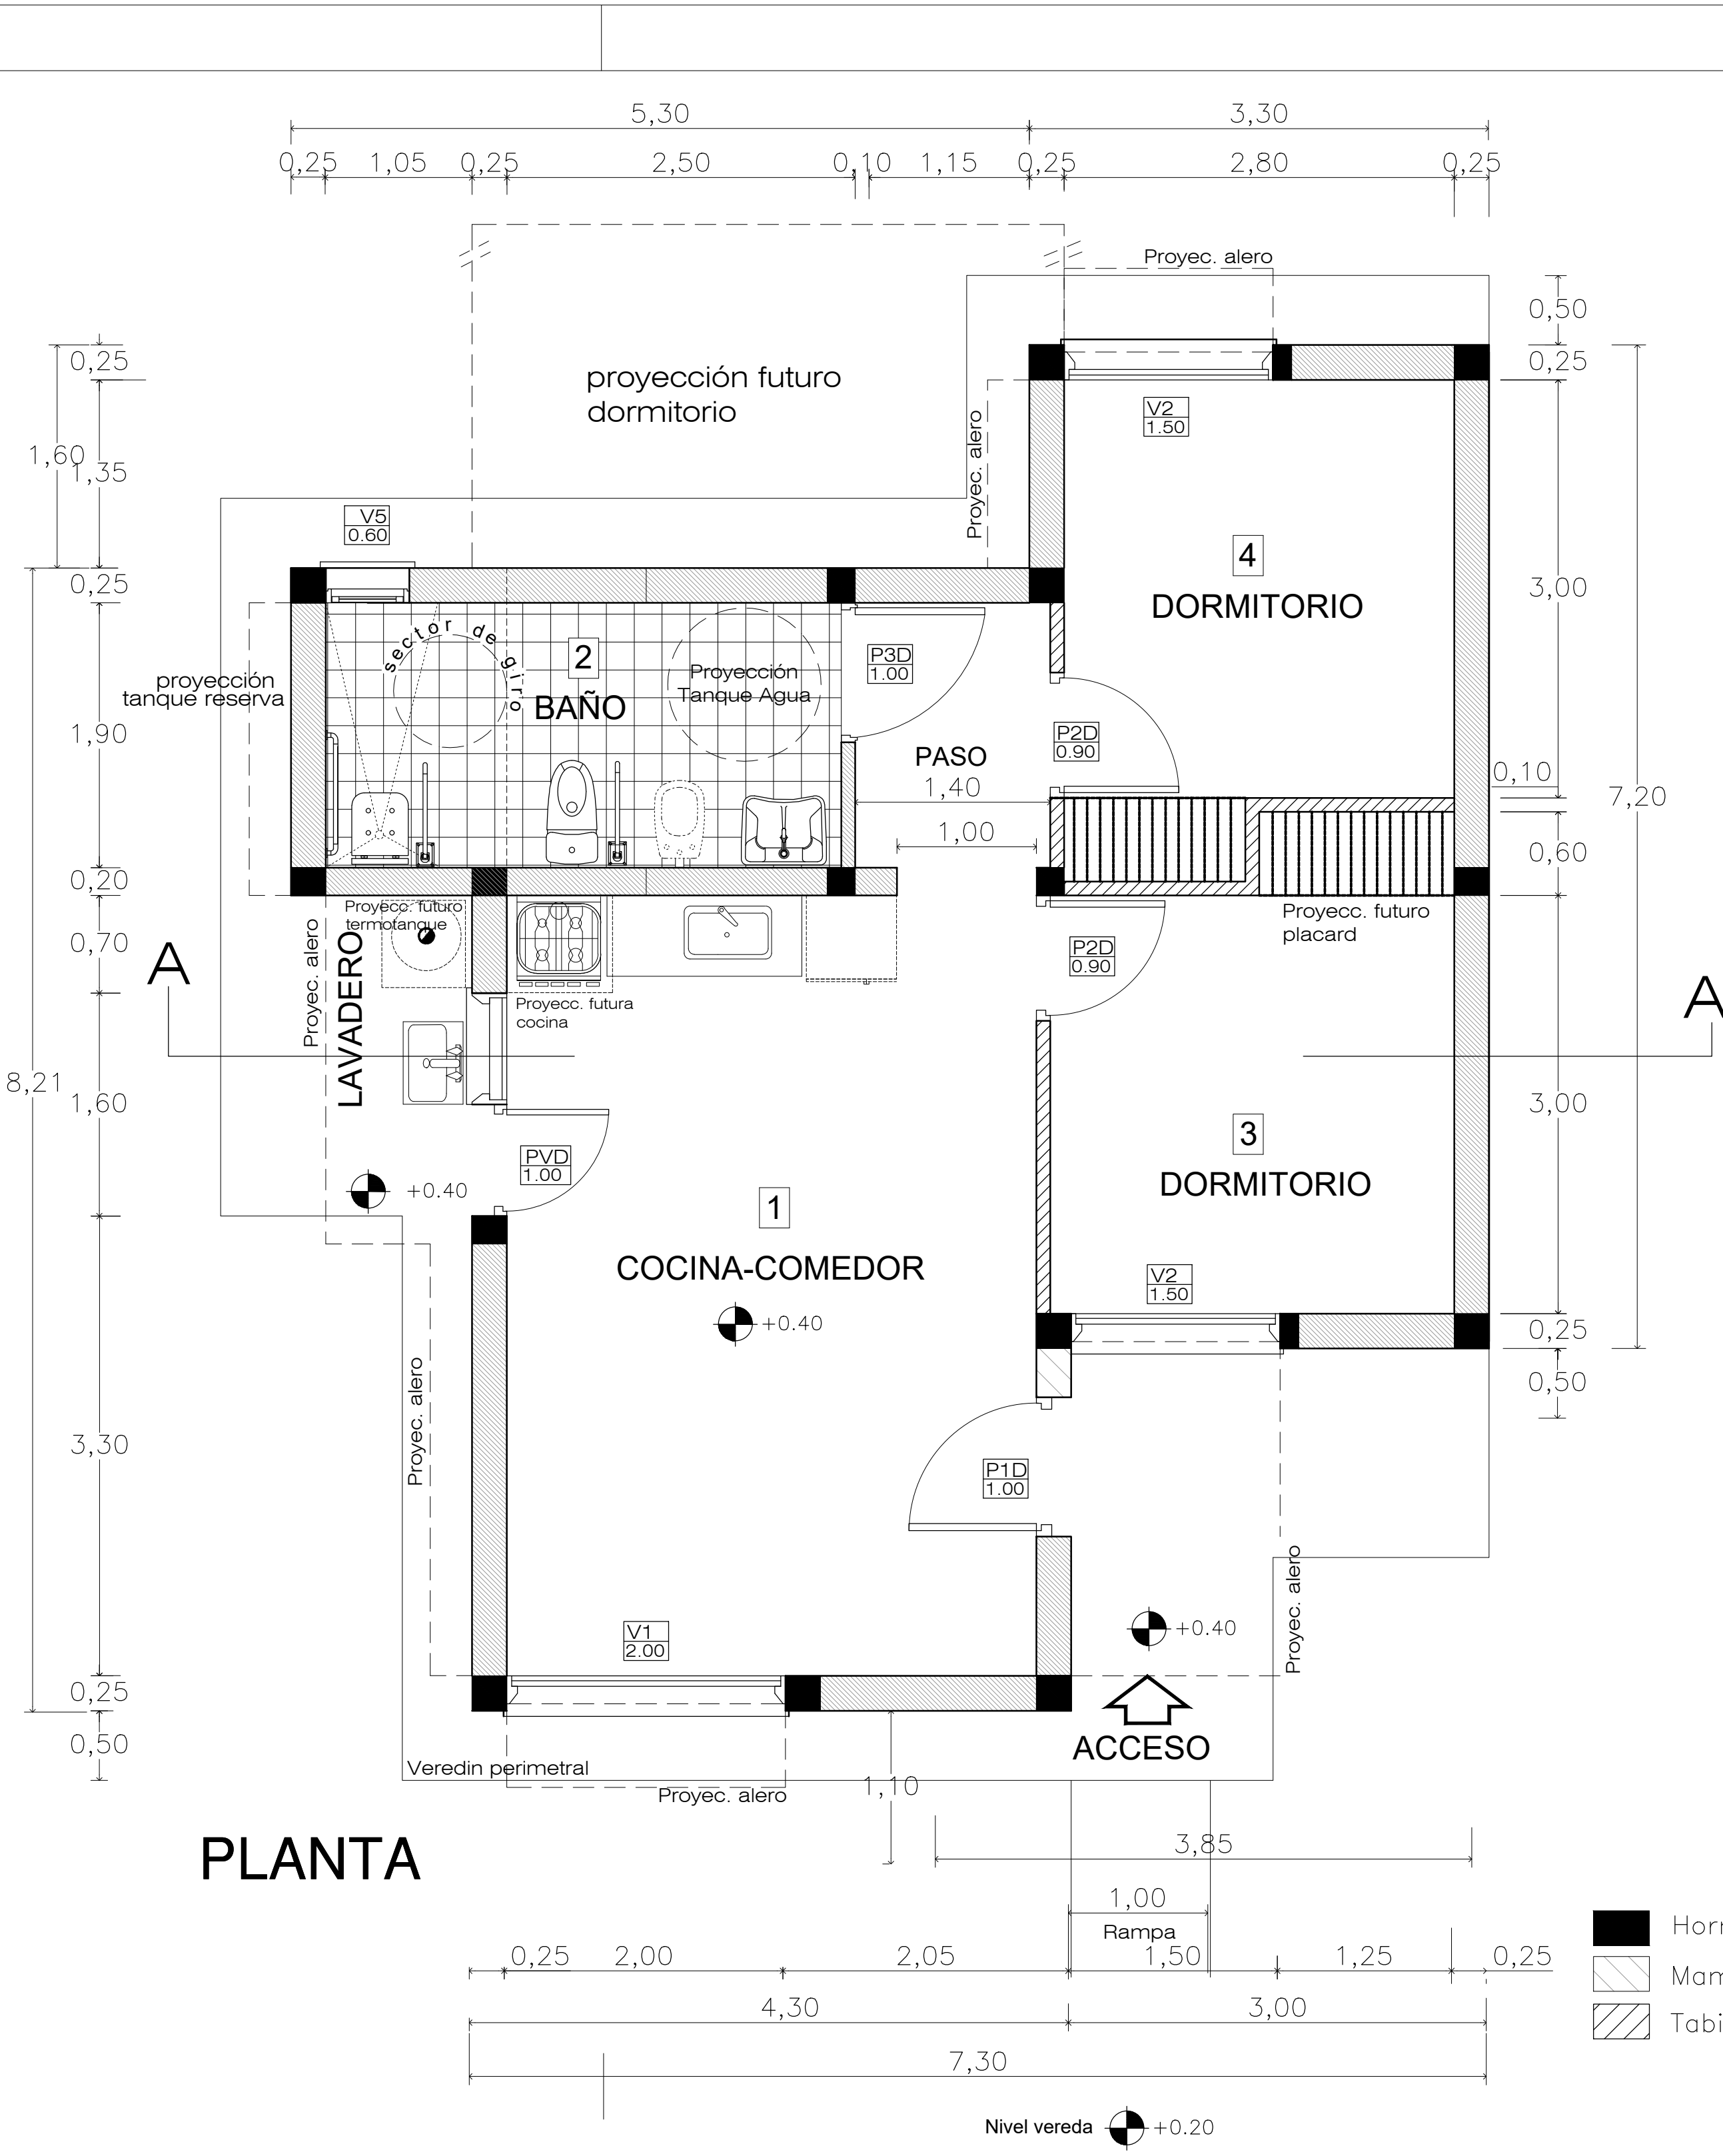 5,30
3,30
0,25
1,05
0,25
2,50
0,10
1,15
0,25
2,80
0,25
Proyec. alero
0,50
0,25
0,25
proyección futuro
dormitorio
V2
1.50
Proyec. alero
1,60
1,35
V5
0.60
4
DORMITORIO
0,25
3,00
sector de giro
2
BAÑO
Proyección
Tanque Agua
P3D
1.00
proyección
tanque reserva
1,90
P2D
0.90
PASO
1,40
0,10
7,20
1,00
0,60
0,20
Proyecc. futuro
termotanque
Proyecc. futuro
placard
0,70
A
Proyec. alero
LAVADERO
P2D
0.90
Proyecc. futura
cocina
A
8,21
1,60
3,00
3
DORMITORIO
PVD
1.00
+0.40
1
COCINA-COMEDOR
+0.40
V2
1.50
0,25
0,50
Proyec. alero
3,30
P1D
1.00
Proyec. alero
+0.40
V1
2.00
0,25
0,50
ACCESO
Veredin perimetral
Proyec. alero
1,10
PLANTA
3,85
1,00
Rampa
0,25
2,00
2,05
1,50
1,25
0,25
4,30
3,00
7,30
Nivel vereda
+0.20